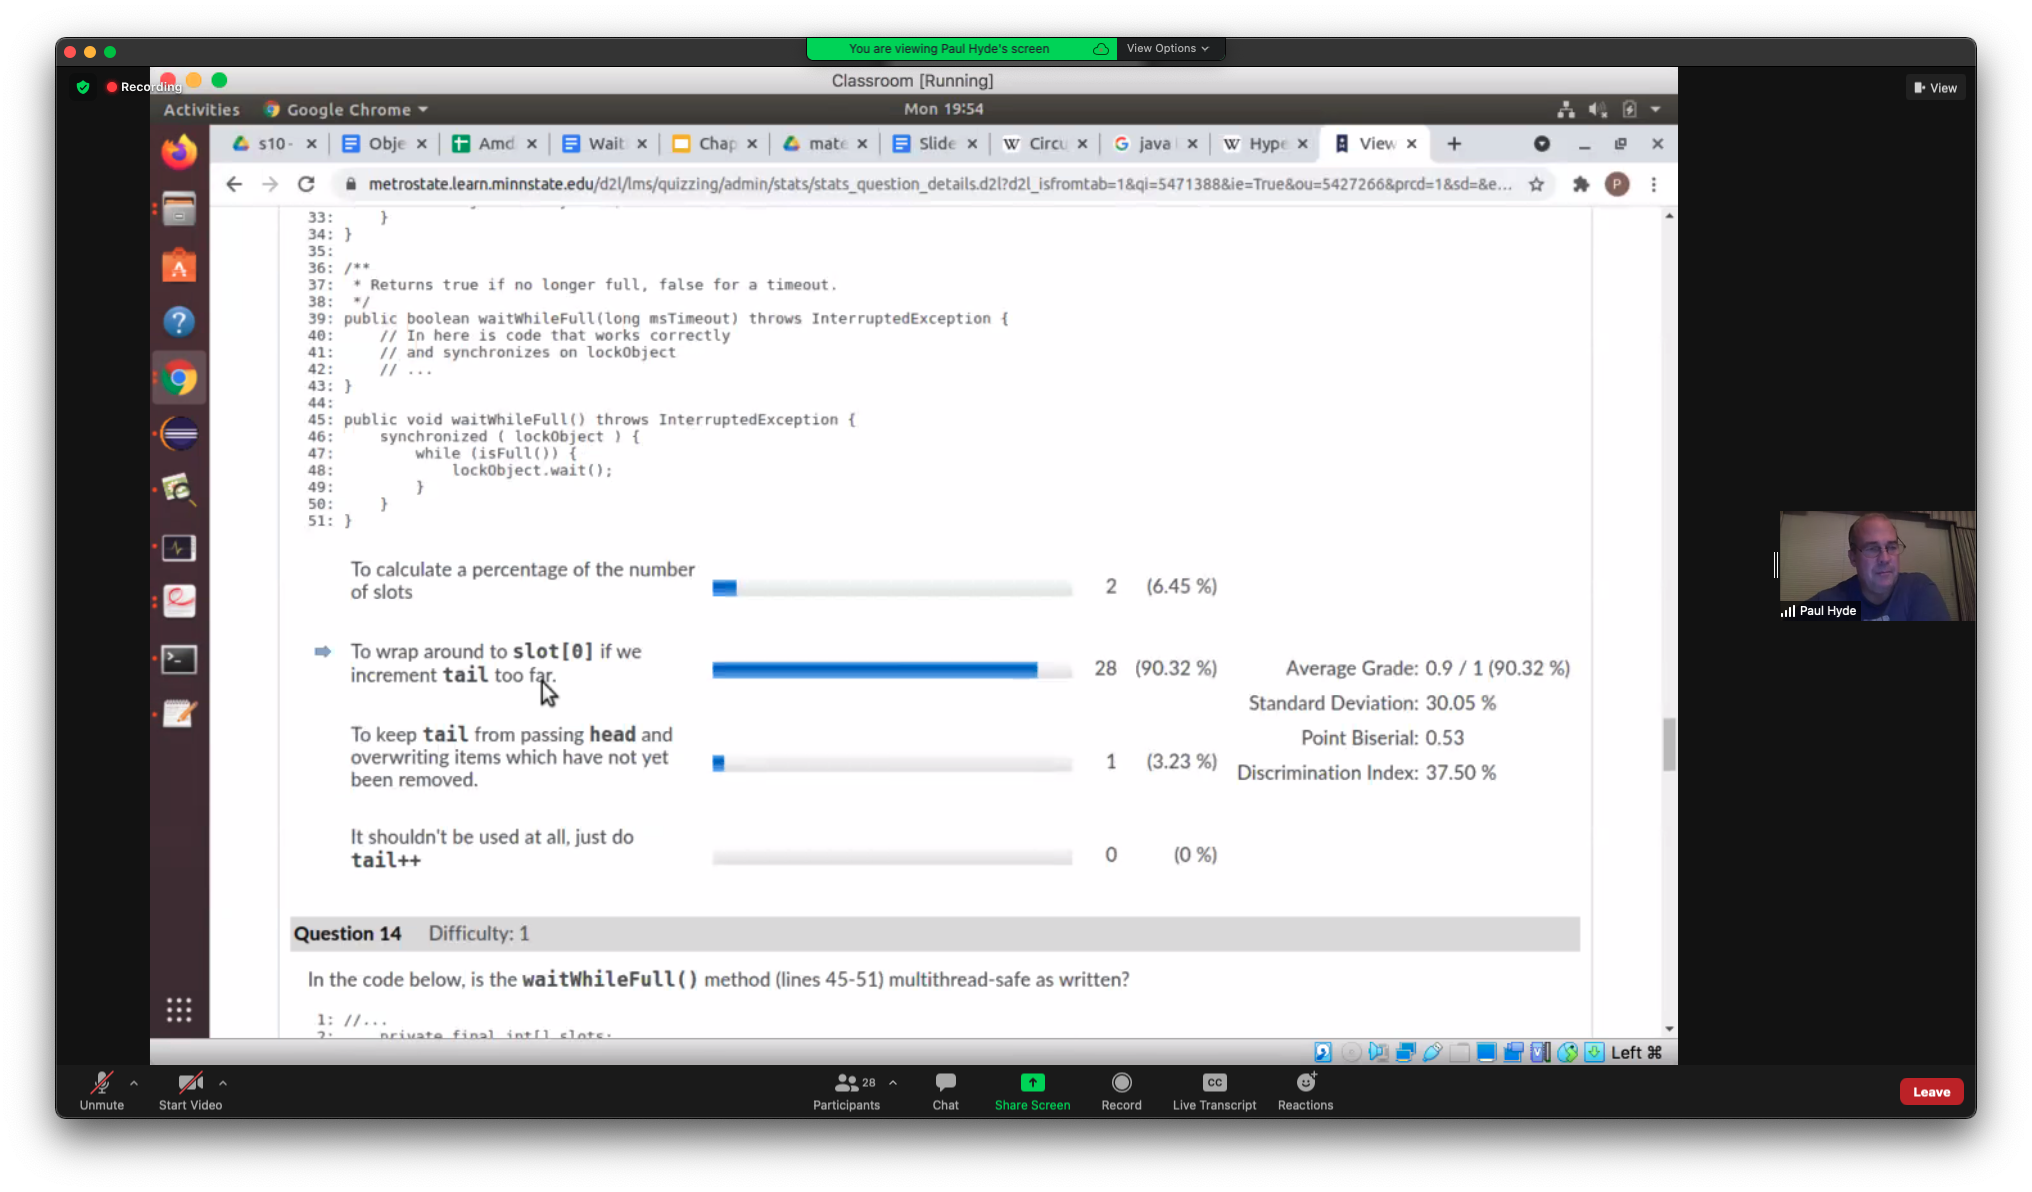 You are viewing Paul Hyde's screen
View Options
Recording
Classroom [Running]
View
Activities
Google Chrome
Mon 19:54
s10-
Obje
Amd
Wait
Chap
mate
Slide
W Circu
java
W Hype
View
metrostate.learn.minnstate.edu/d2l/lms/quizzing/admin/stats/stats_question_details.d2l?d2l_isfromtab=1&qi=5471388&ie=True&ou=5427266&prcd=1&sd=&e...
P
33:     }
34: }
35:
36: /**
37:  * Returns true if no longer full, false for a timeout.
38:  */
39: public boolean waitWhileFull(long msTimeout) throws InterruptedException {
40:     // In here is code that works correctly
41:     // and synchronizes on lockObject
42:     // ...
43: }
44:
45: public void waitWhileFull() throws InterruptedException {
46:     synchronized ( lockObject ) {
47:         while (isFull()) {
48:             lockObject.wait();
49:         }
50:     }
51: }
To calculate a percentage of the number
of slots
2 (6.45 %)
To wrap around to slot[0] if we
increment tail too far.
28 (90.32 %)
Average Grade: 0.9 / 1 (90.32 %)
Standard Deviation: 30.05 %
Point Biserial: 0.53
Discrimination Index: 37.50 %
To keep tail from passing head and
overwriting items which have not yet
been removed.
1 (3.23 %)
It shouldn't be used at all, just do
tail++
0 (0 %)
Paul Hyde
Question 14 Difficulty: 1
In the code below, is the waitWhileFull() method (lines 45-51) multithread-safe as written?
1: //...
2:     private final int[] slots;
Left ⌘
Unmute
Start Video
28
Participants
Chat
Share Screen
Record
CC
Live Transcript
Reactions
Leave